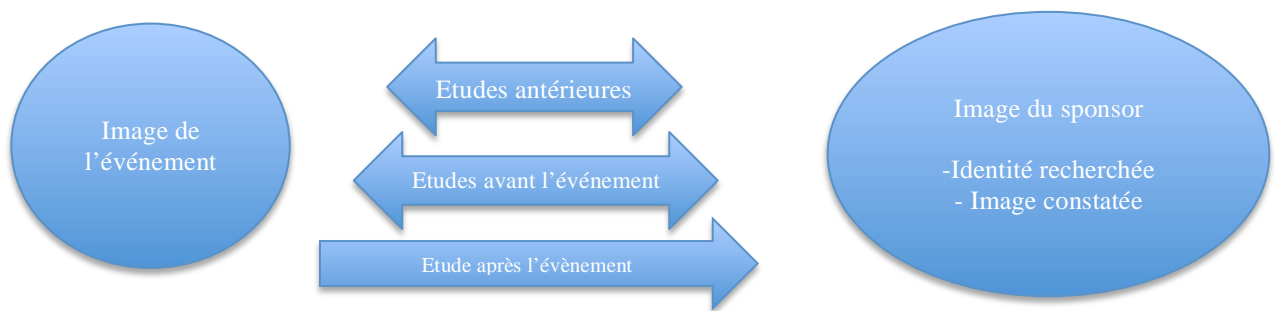 Image de
l’événement
Etudes antérieures
Etudes avant l’événement
Etude après l’évènement
Image du sponsor
-Identité recherchée
- Image constatée